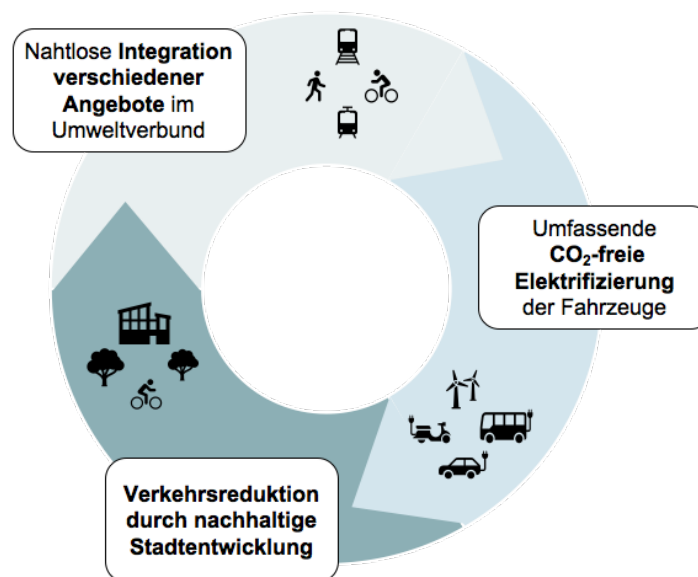 Nahtlose Integration
verschiedener
Angebote im
Umweltverbund
Umfassende
CO₂-freie
Elektrifizierung
der Fahrzeuge
Verkehrsreduktion
durch nachhaltige
Stadtentwicklung